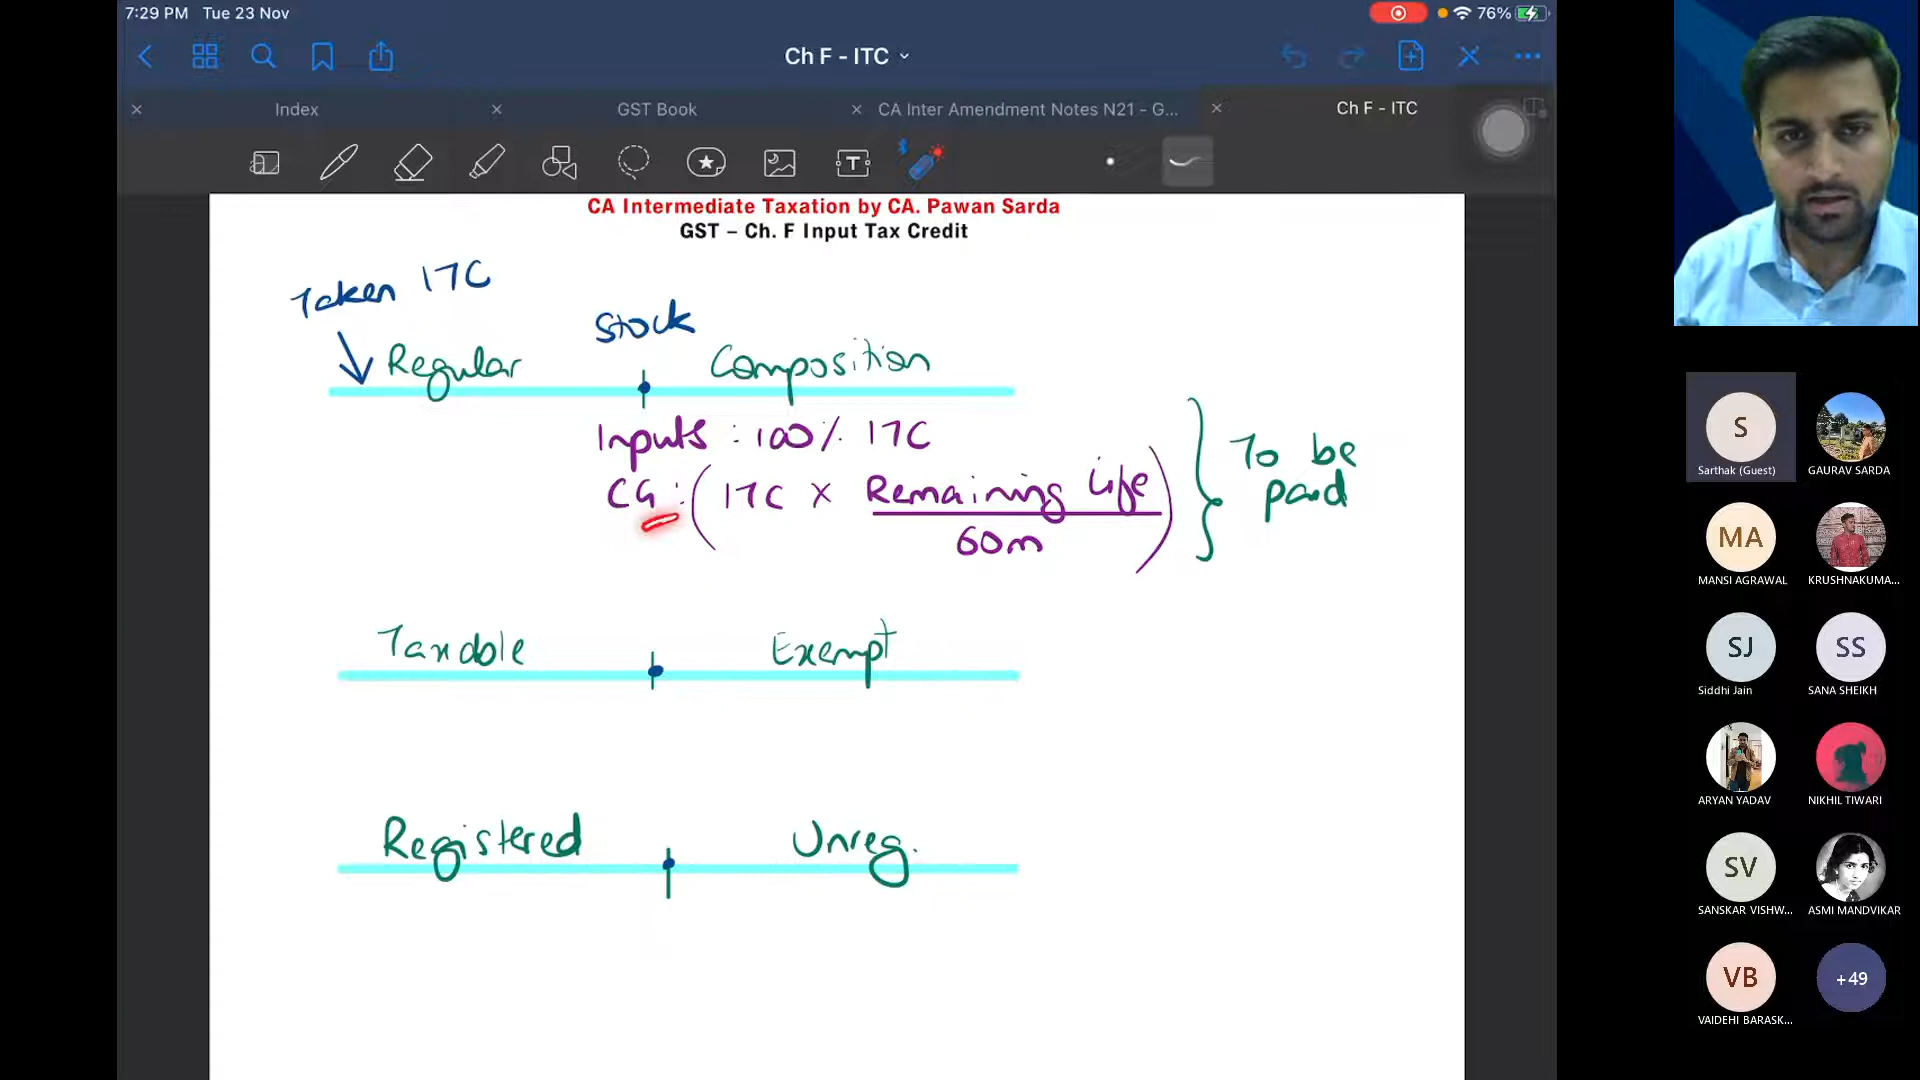 7:29 PM Tue 23 Nov
76%
Ch F - ITC
Index
GST Book
CA Inter Amendment Notes N21 - G...
Ch F - ITC
CA Intermediate Taxation by CA. Pawan Sarda
GST – Ch. F Input Tax Credit
Taken ITC
Stock
Regular Composition
Inputs : 100% ITC
CG : ( ITC X Remaining Life
60m )
To be
paid
Taxable Exempt
Registered Unreg.
S
Sarthak (Guest)
GAURAV SARDA
MA
MANSI AGRAWAL
KRUSHNAKUMA...
SJ
Siddhi Jain
SS
SANA SHEIKH
ARYAN YADAV
NIKHIL TIWARI
SV
SANSKAR VISHW...
ASMI MANDVIKAR
VB
VAIDEHI BARASK...
+49